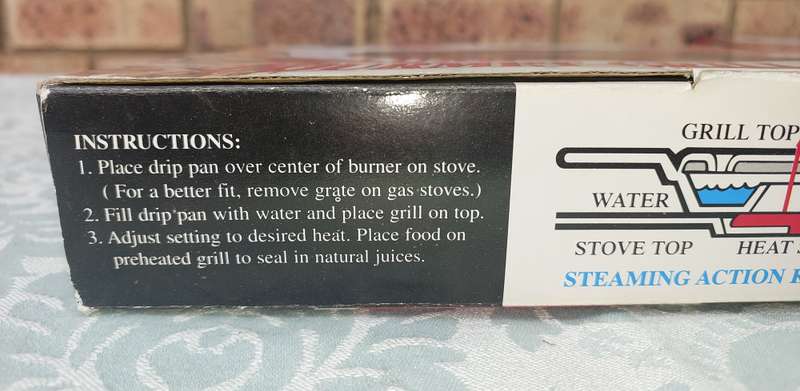 INSTRUCTIONS:
1. Place drip pan over center of burner on stove.
( For a better fit, remove grate on gas stoves.)
2. Fill drip pan with water and place grill on top.
3. Adjust setting to desired heat. Place food on
preheated grill to seal in natural juices.
GRILL TOP
WATER
STOVE TOP HEAT
STEAMING ACTION